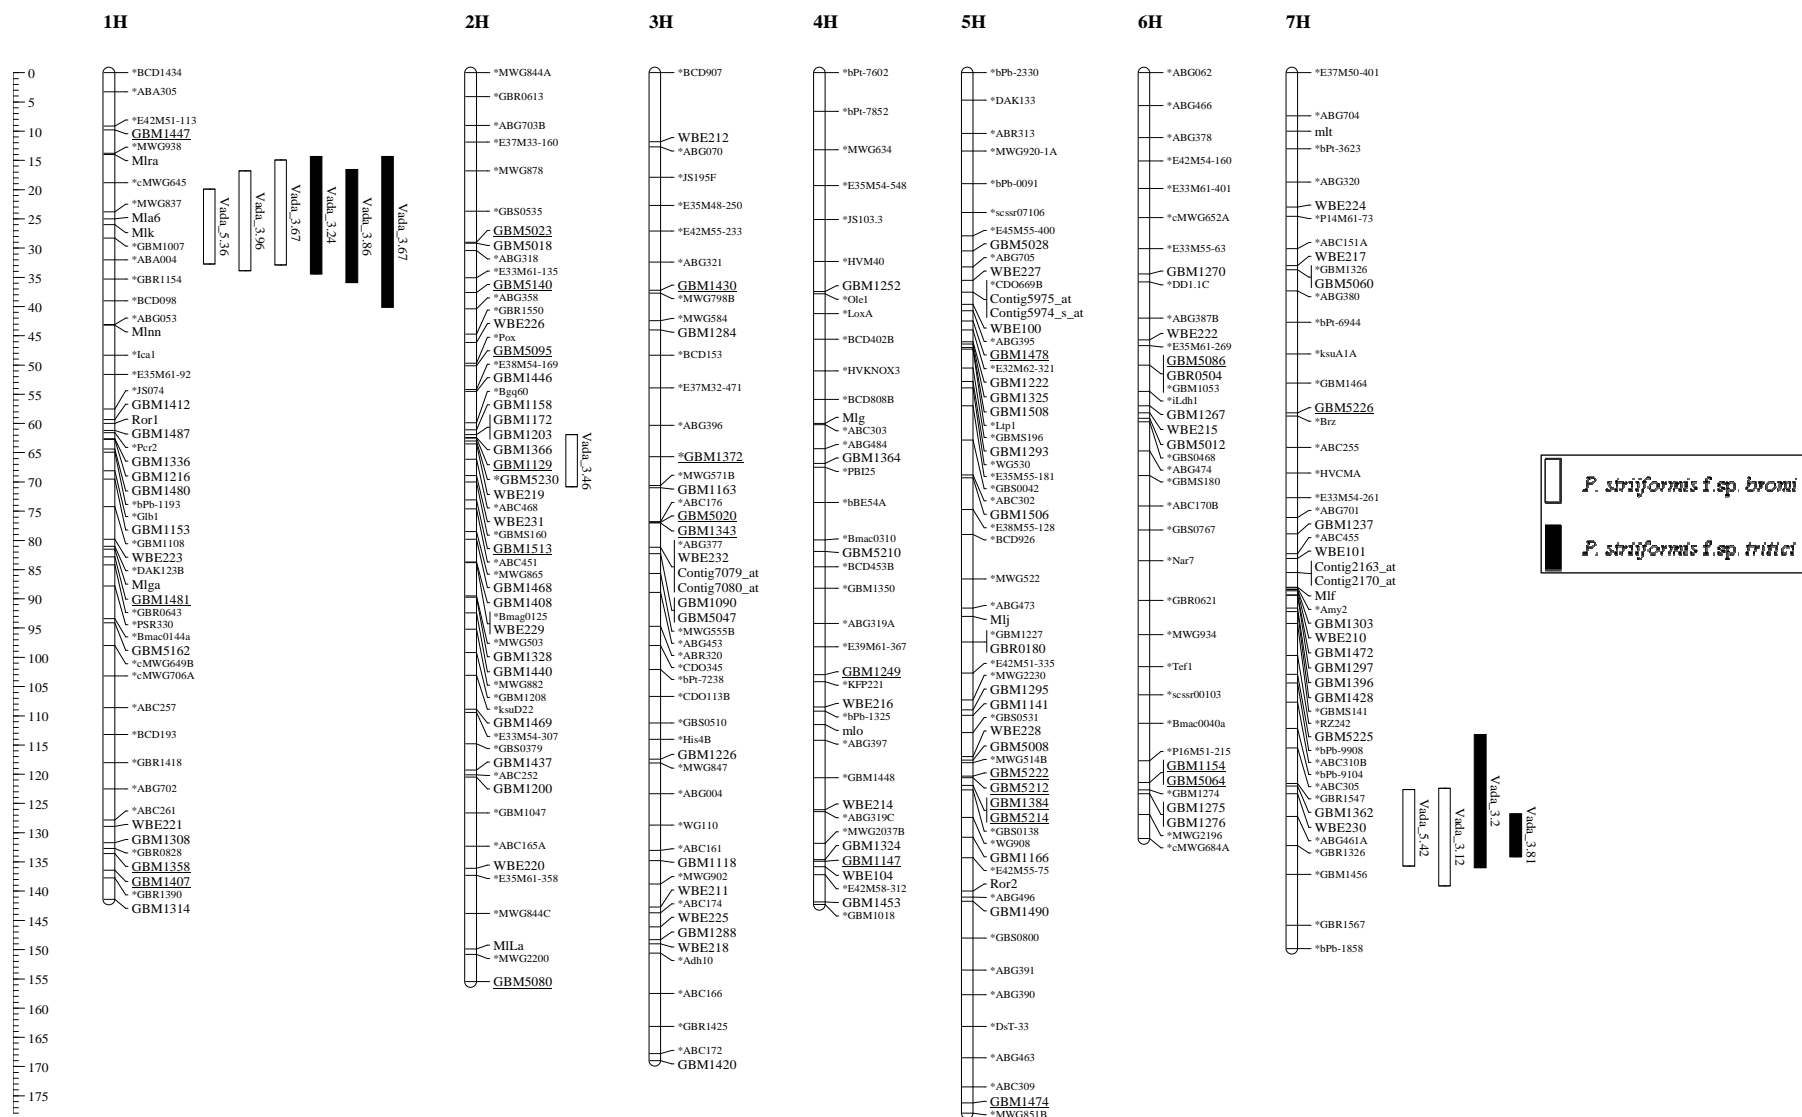 1H
2H
3H
4H
5H
6H
7H
0
5
10
15
20
25
30
35
40
45
50
55
60
65
70
75
80
85
90
95
100
105
110
115
120
125
130
135
140
145
150
155
160
165
170
175
*BCD1434
*ABA305
*E42M51-113
GBM1447
*MWG938
Mlra
*cMWG645
*MWG837
Mla6
Mlk
*GBM1007
*ABA004
*GBR1154
*BCD098
*ABG053
Mlnn
*Ica1
*E35M61-92
*JS074
GBM1412
Ror1
GBM1487
*Pcr2
GBM1336
GBM1216
GBM1480
*bPb-1193
*Glb1
GBM1153
*GBM1108
WBE223
*DAK123B
Mlga
GBM1481
*GBR0643
*PSR330
*Bmac0144a
GBM5162
*cMWG649B
*cMWG706A
*ABC257
*BCD193
*GBR1418
*ABG702
*ABC261
WBE221
GBM1308
*GBR0828
GBM1358
GBM1407
*GBR1390
GBM1314
Vada_5.36
Vada_3.96
Vada_3.67
Vada_3.24
Vada_3.86
Vada_3.67
*MWG844A
*GBR0613
*ABG703B
*E37M33-160
*MWG878
*GBS0535
GBM5023
GBM5018
*ABG318
*E33M61-135
GBM5140
*ABG358
*GBR1550
WBE226
*Pox
GBM5095
*E38M54-169
GBM1446
*Bgq60
GBM1158
GBM1172
GBM1203
GBM1366
GBM1129
*GBM5230
WBE219
*ABC468
WBE231
*GBMS160
GBM1513
*ABC451
*MWG865
GBM1468
GBM1408
*Bmag0125
WBE229
*MWG503
GBM1328
GBM1440
*MWG882
*GBM1208
*ksuD22
GBM1469
*E33M54-307
*GBS0379
GBM1437
*ABC252
GBM1200
*GBM1047
*ABC165A
WBE220
*E35M61-358
*MWG844C
MlLa
*MWG2200
GBM5080
Vada_3.46
*BCD907
WBE212
*ABG070
*JS195F
*E35M48-250
*E42M55-233
*ABG321
GBM1430
*MWG798B
*MWG584
GBM1284
*BCD153
*E37M32-471
*ABG396
*GBM1372
*MWG571B
GBM1163
*ABC176
GBM5020
GBM1343
*ABG377
WBE232
Contig7079_at
Contig7080_at
GBM1090
GBM5047
*MWG555B
*ABG453
*ABR320
*CDO345
*bPt-7238
*CDO113B
*GBS0510
*His4B
GBM1226
*MWG847
*ABG004
*WG110
*ABC161
GBM1118
*MWG902
WBE211
*ABC174
WBE225
GBM1288
WBE218
*Adh10
*ABC166
*GBR1425
*ABC172
GBM1420
*bPt-7602
*bPt-7852
*MWG634
*E35M54-548
*JS103.3
*HVM40
GBM1252
*Ole1
*LoxA
*BCD402B
*HVKNOX3
*BCD808B
Mlg
*ABC303
*ABG484
GBM1364
*PBI25
*bBE54A
*Bmac0310
GBM5210
*BCD453B
*GBM1350
*ABG319A
*E39M61-367
GBM1249
*KFP221
WBE216
*bPb-1325
mlo
*ABG397
*GBM1448
WBE214
*ABG319C
*MWG2037B
GBM1324
GBM1147
WBE104
*E42M58-312
GBM1453
*GBM1018
*bPb-2330
*DAK133
*ABR313
*MWG920-1A
*bPb-0091
*scssr07106
*E45M55-400
GBM5028
*ABG705
WBE227
*CDO669B
Contig5975_at
Contig5974_s_at
WBE100
*ABG395
GBM1478
*E32M62-321
GBM1222
GBM1325
GBM1508
*Ltp1
*GBMS196
GBM1293
*WG530
*E35M55-181
*GBS0042
*ABC302
GBM1506
*E38M55-128
*BCD926
*MWG522
*ABG473
Mlj
*GBM1227
GBR0180
*E42M51-335
*MWG2230
GBM1295
GBM1141
*GBS0531
WBE228
GBM5008
*MWG514B
GBM5222
GBM5212
GBM1384
GBM5214
*GBS0138
*WG908
GBM1166
*E42M55-75
Ror2
*ABG496
GBM1490
*GBS0800
*ABG391
*ABG390
*DsT-33
*ABG463
*ABC309
GBM1474
*MWG851B
*ABG062
*ABG466
*ABG378
*E42M54-160
*E33M61-401
*cMWG652A
*E33M55-63
GBM1270
*DD1.1C
*ABG387B
WBE222
*E35M61-269
GBM5086
GBR0504
*GBM1053
*iLdh1
GBM1267
WBE215
GBM5012
*GBS0468
*ABG474
*GBMS180
*ABC170B
*GBS0767
*Nar7
*GBR0621
*MWG934
*Tef1
*scssr00103
*Bmac0040a
*P16M51-215
GBM1154
GBM5064
*GBM1274
GBM1275
GBM1276
*MWG2196
*cMWG684A
*E37M50-401
*ABG704
mlt
*bPt-3623
*ABG320
WBE224
*P14M61-73
*ABC151A
WBE217
*GBM1326
GBM5060
*ABG380
*bPt-6944
*ksuA1A
*GBM1464
GBM5226
*Brz
*ABC255
*HVCMA
*E33M54-261
*ABG701
GBM1237
*ABC455
WBE101
Contig2163_at
Contig2170_at
Mlf
*Amy2
GBM1303
WBE210
GBM1472
GBM1297
GBM1396
GBM1428
*GBMS141
*RZ242
GBM5225
*bPb-9908
*ABC310B
*bPb-9104
*ABC305
*GBR1547
GBM1362
WBE230
*ABG461A
*GBR1326
*GBM1456
*GBR1567
*bPb-1858
Vada_5.42
Vada_3.12
Vada_3.2
Vada_3.81
P. striiformis f.sp. bromi
P. striiformis f.sp. tritici